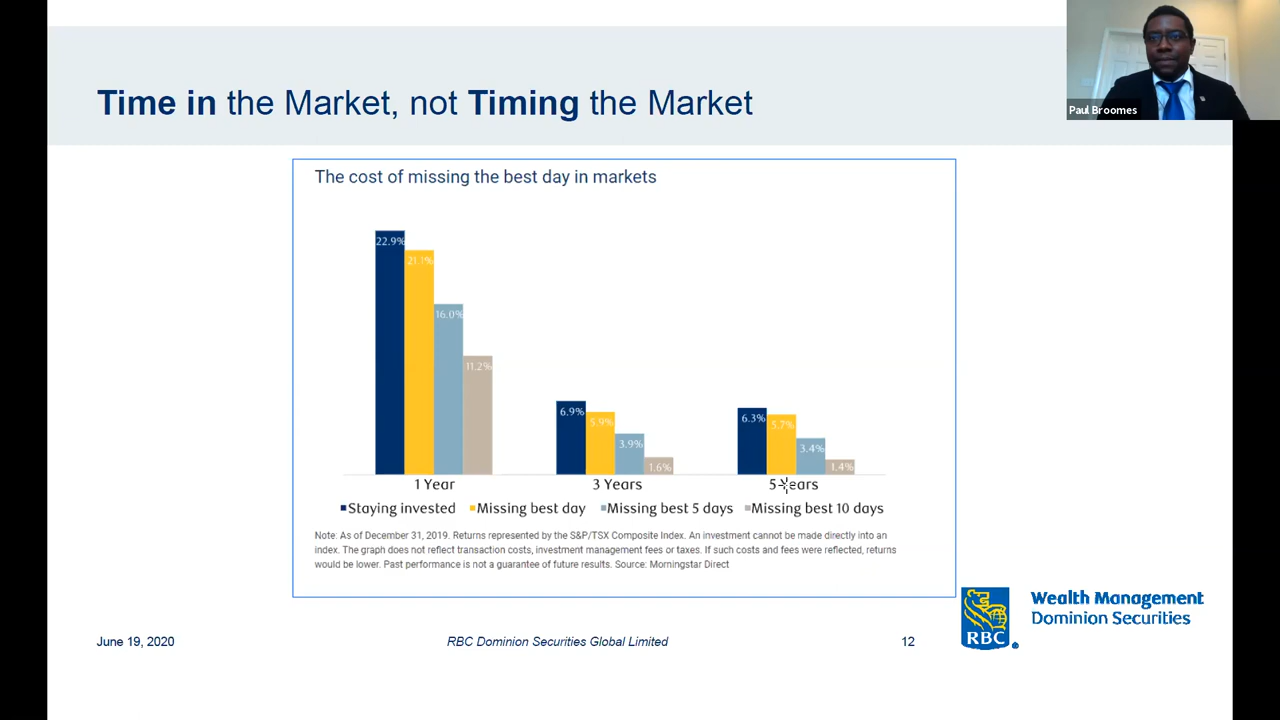 Paul Broomes
Time in the Market, not Timing the Market
The cost of missing the best day in markets
22.9%
21.1%
16.0%
11.2%
6.9%
5.9%
3.9%
1.6%
6.3%
5.7%
3.4%
1.4%
1 Year
3 Years
5 Years
Staying invested
Missing best day
Missing best 5 days
Missing best 10 days
Note: As of December 31, 2019. Returns represented by the S&P/TSX Composite Index. An investment cannot be made directly into an
index. The graph does not reflect transaction costs, investment management fees or taxes. If such costs and fees were reflected, returns
would be lower. Past performance is not a guarantee of future results. Source: Morningstar Direct
Wealth Management
Dominion Securities
RBC
®
June 19, 2020
RBC Dominion Securities Global Limited
12